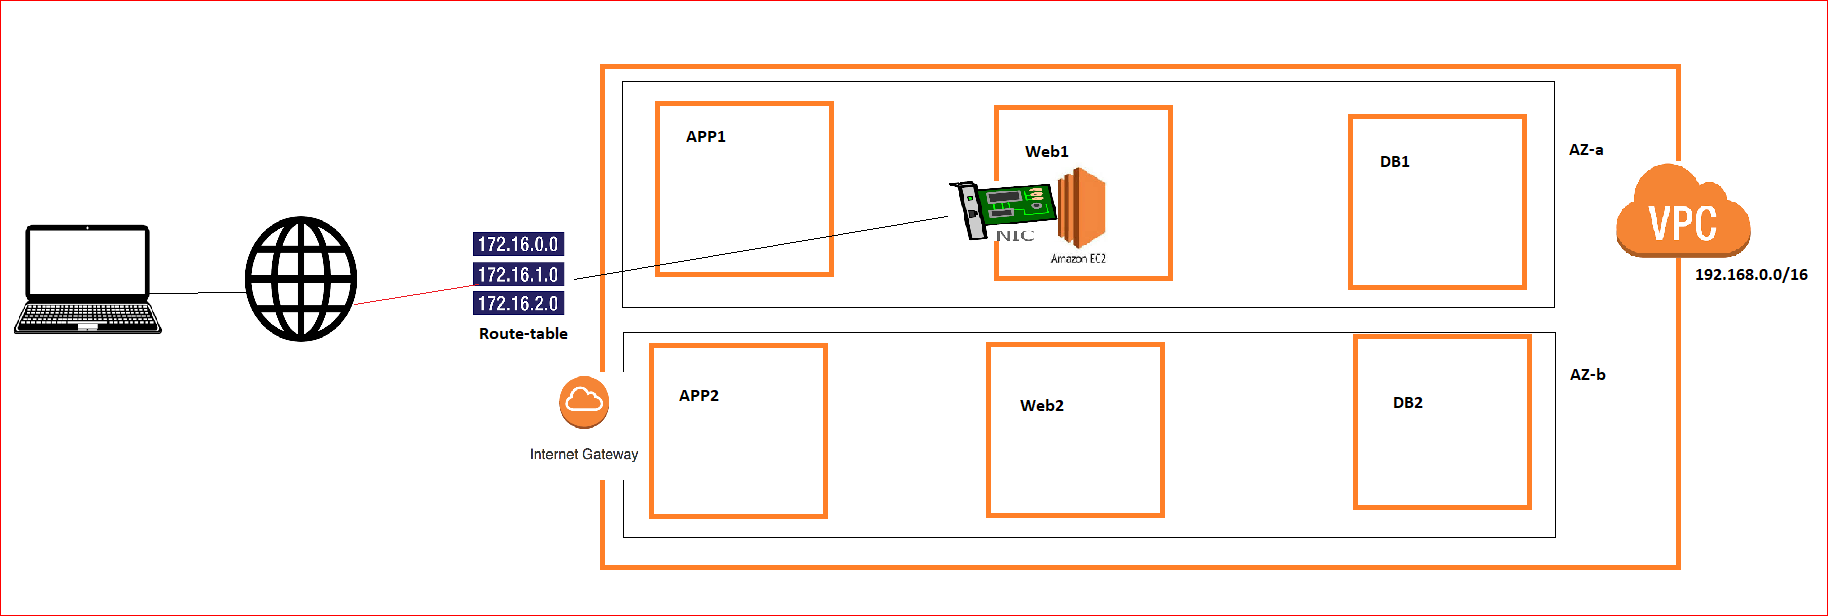 172.16.0.0
172.16.1.0
172.16.2.0
Route-table
Internet Gateway
APP1
Web1
NIC
Amazon EC2
DB1
AZ-a
VPC
192.168.0.0/16
APP2
Web2
DB2
AZ-b